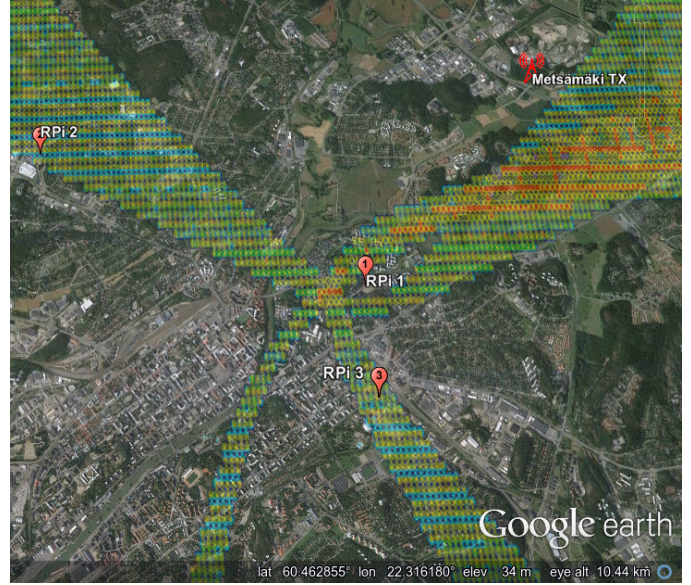 Metsämäki TX
RPi 2
1
RPi 1
RPi 3
3
Google earth
lat 60.462855° lon 22.316180° elev 34 m eye alt 10.44 km